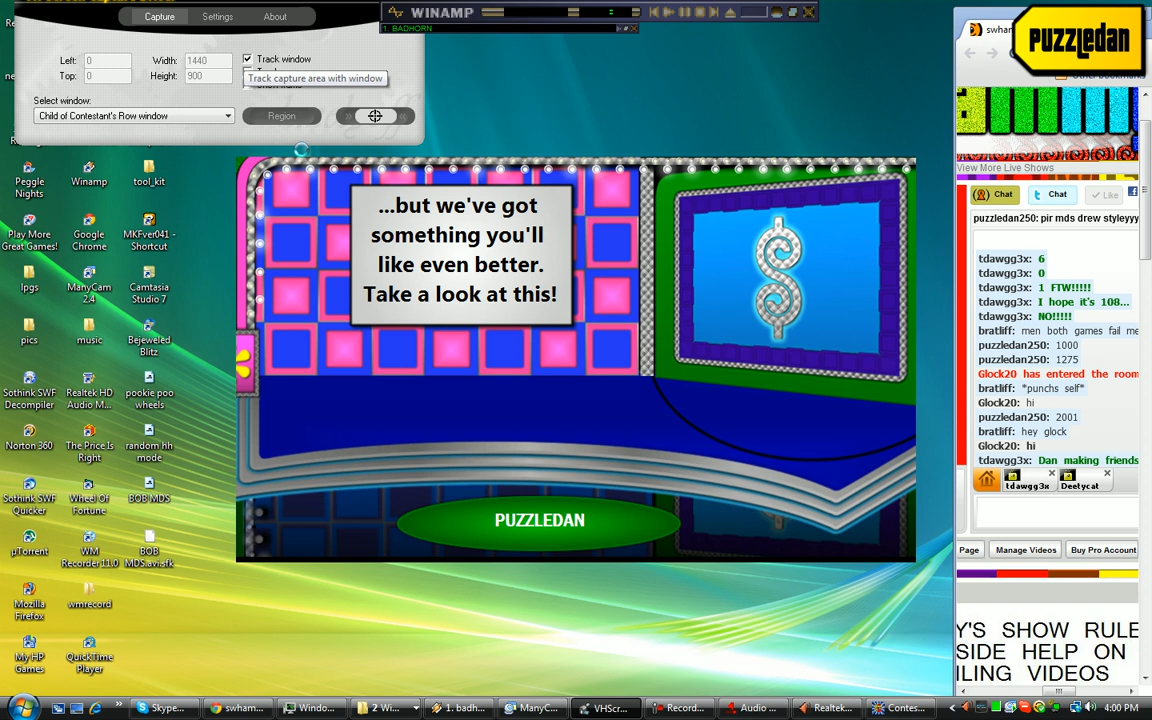 Capture
Settings
About
Left: 0
Width: 1440
Top: 0
Height: 900
Track window
Track capture area with window
Select window:
Child of Contestant's Row window
Region
WINAMP
1. BADHORN
swham
PUZZLEDAN
Other Bookmarks
View More Live Shows
Chat
Chat
Like
puzzledan250: pir mds drew styleyyy
tdawgg3x: 6
tdawgg3x: 0
tdawgg3x: 1 FTW!!!!!
tdawgg3x: I hope it's 108...
tdawgg3x: NO!!!!!
bratliff: men both games fail me
puzzledan250: 1000
puzzledan250: 1275
Glock20 has entered the room
bratliff: *punchs self*
Glock20: hi
puzzledan250: 2001
bratliff: hey glock
Glock20: hi
tdawgg3x: Dan making friends
tdawgg3x
Deetycat
Page
Manage Videos
Buy Pro Account
Y'S SHOW RULE
SIDE HELP ON
ILING VIDEOS
...but we've got
something you'll
like even better.
Take a look at this!
$
PUZZLEDAN
Peggle
Nights
Winamp
tool_kit
Play More
Great Games!
Google
Chrome
MKFver041 -
Shortcut
lpgs
ManyCam
2.4
Camtasia
Studio 7
pics
music
Bejeweled
Blitz
Sothink SWF
Decompiler
Realtek HD
Audio M...
pookie poo
wheels
Norton 360
The Price Is
Right
random hh
mode
Sothink SWF
Quicker
Wheel Of
Fortune
BOB MDS
µTorrent
WM
Recorder11.0
BOB
MDS.avi.sfk
Mozilla
Firefox
wmrecord
My HP
Games
QuickTime
Player
Skype...
swham...
Windo...
2 Wi...
1. badh...
ManyC...
VHScr...
Record...
Audio ...
Realtek...
Contes...
4:00 PM